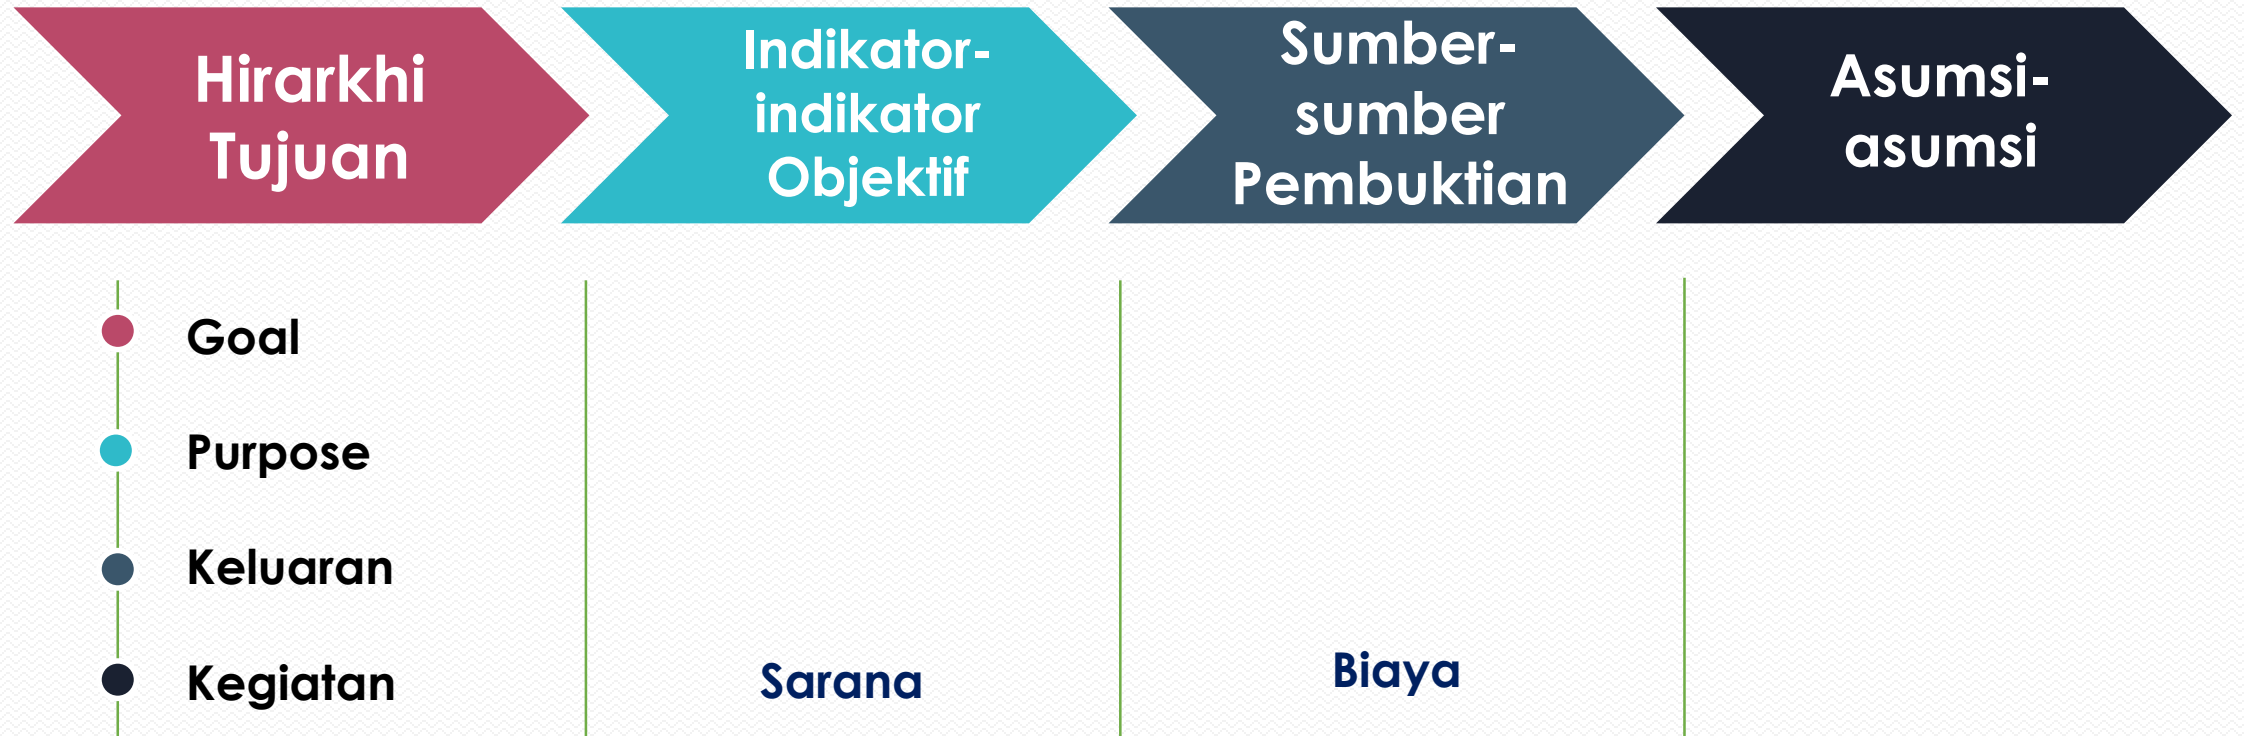 Hirarkhi
Tujuan
Indikator-
indikator
Objektif
Sumber-
sumber
Pembuktian
Asumsi-
asumsi
Goal
Purpose
Keluaran
Kegiatan
Sarana
Biaya